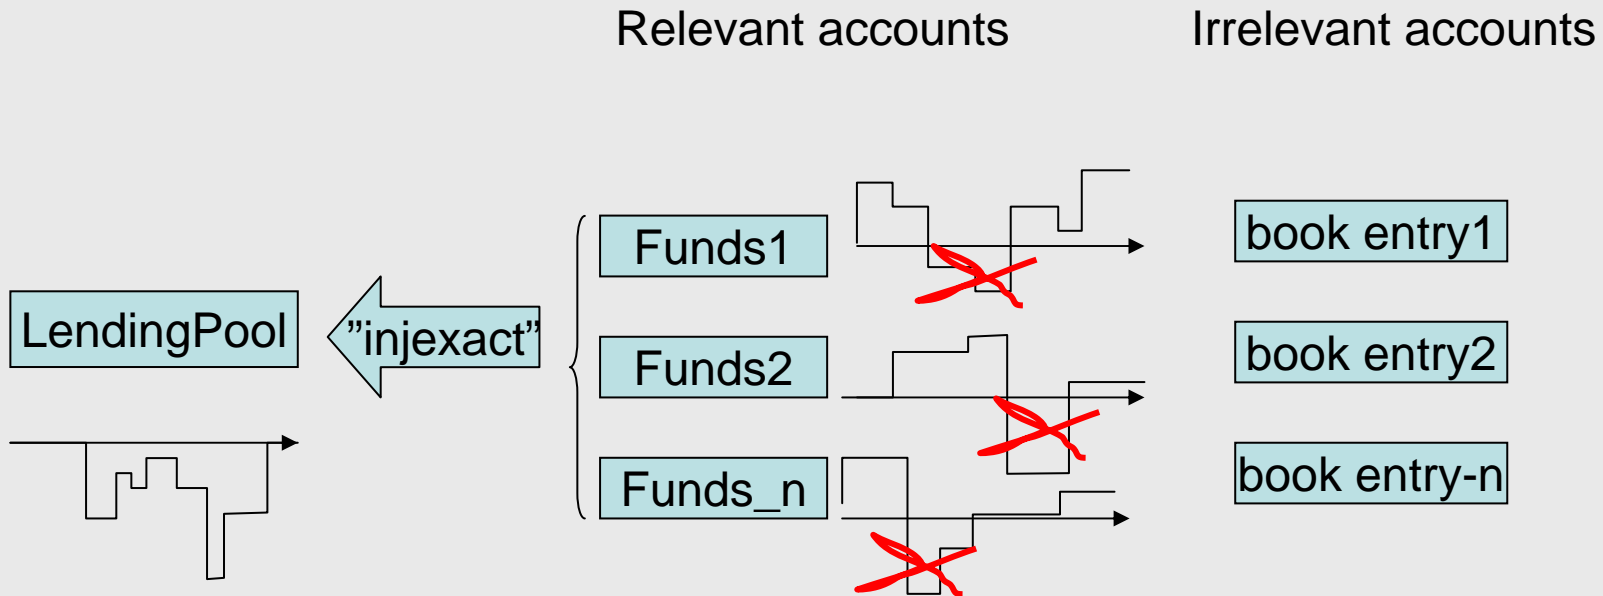 Relevant accounts
Irrelevant accounts
LendingPool
”injexact”
Funds1
Funds2
Funds_n
book entry1
book entry2
book entry-n